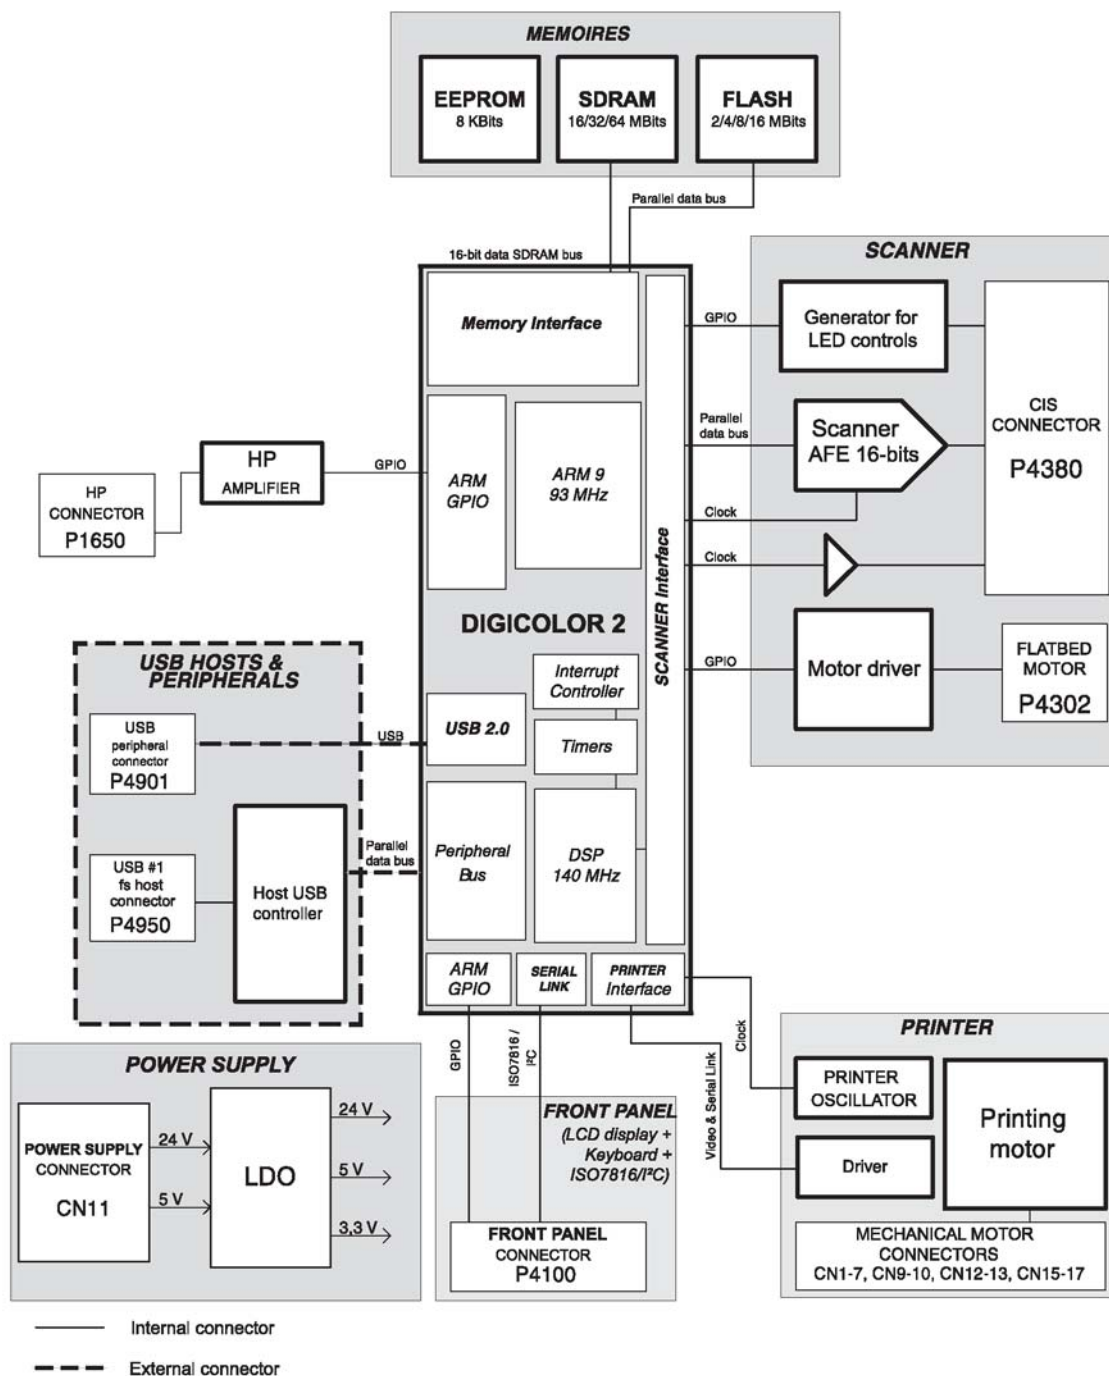 MEMOIRES
EEPROM
8 KBits
SDRAM
16/32/64 MBits
FLASH
2/4/8/16 MBits
Parallel data bus
16-bit data SDRAM bus
Memory Interface
SCANNER
GPIO
Generator for
LED controls
Parallel
data bus
Scanner
AFE 16-bits
CIS
CONNECTOR
P4380
Clock
Clock
GPIO
Motor driver
FLATBED
MOTOR
P4302
HP
AMPLIFIER
GPIO
HP
CONNECTOR
P1650
ARM
GPIO
ARM 9
93 MHz
SCANNER Interface
DIGICOLOR 2
Interrupt
Controller
Timers
USB 2.0
Peripheral
Bus
DSP
140 MHz
ARM
GPIO
SERIAL
LINK
PRINTER
Interface
USB HOSTS &
PERIPHERALS
USB
peripheral
connector
P4901
USB
USB #1
fs host
connector
P4950
Host USB
controller
Parallel
data bus
GPIO
ISO7816 /
I²C
Video & Serial Link
Clock
POWER SUPPLY
POWER SUPPLY
CONNECTOR
CN11
24 V
5 V
LDO
24 V
5 V
3,3 V
FRONT PANEL
(LCD display +
Keyboard +
ISO7816/I²C)
FRONT PANEL
CONNECTOR
P4100
PRINTER
PRINTER
OSCILLATOR
Driver
Printing
motor
MECHANICAL MOTOR
CONNECTORS
CN1-7, CN9-10, CN12-13, CN15-17
Internal connector
External connector